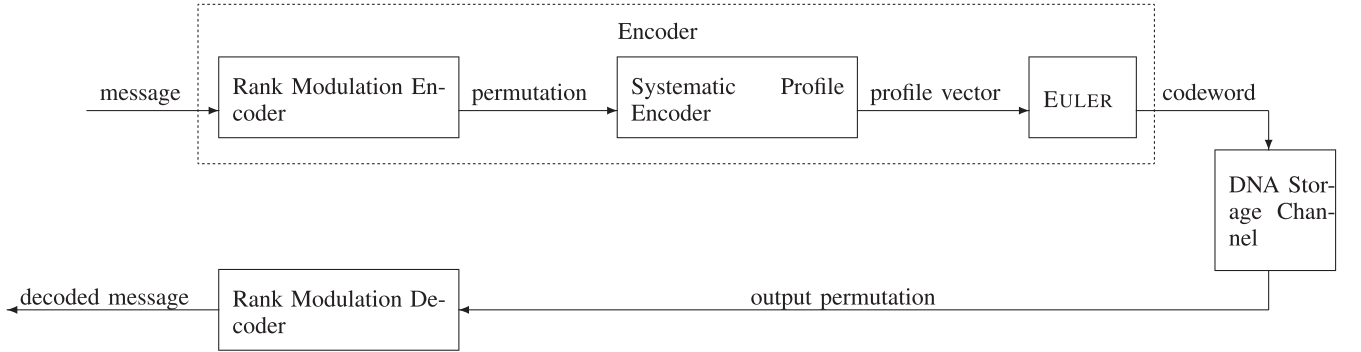 Encoder
message
Rank Modulation En-
coder
permutation
Systematic Profile
Encoder
profile vector
EULER
codeword
DNA Stor-
age Chan-
nel
output permutation
Rank Modulation De-
coder
decoded message